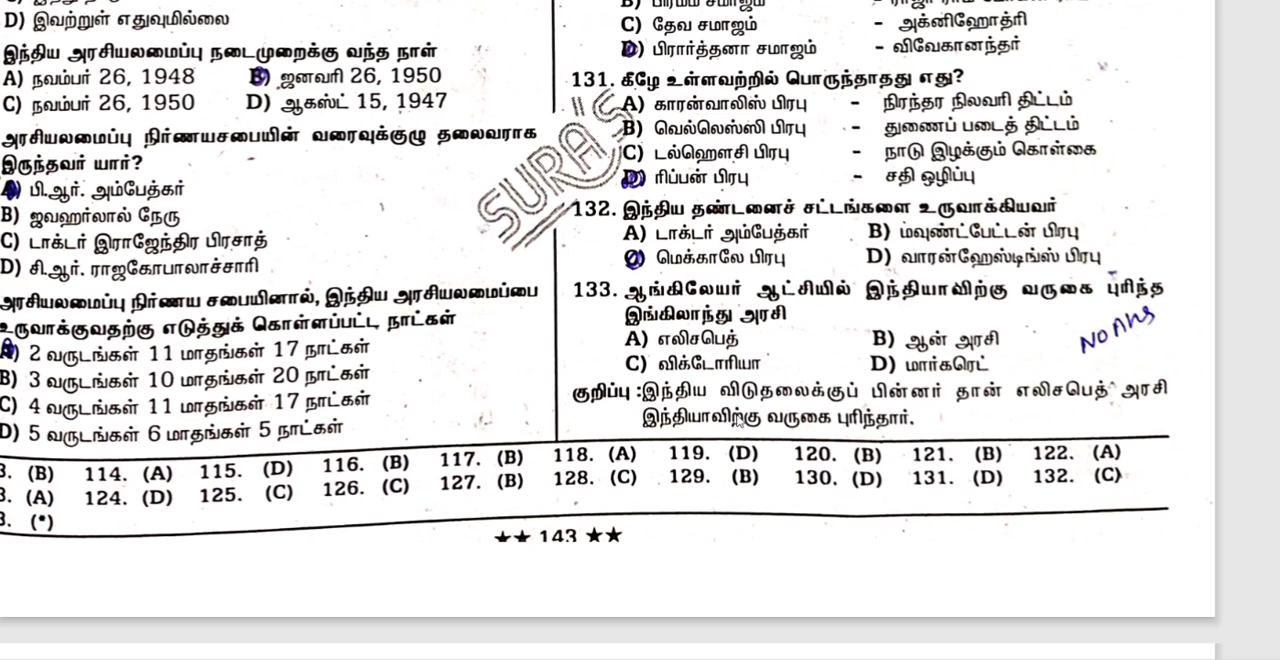 D) இவற்றுள் எதுவுமில்லை
இந்திய அரசியலமைப்பு நடைமுறைக்கு வந்த நாள்
A) நவம்பர் 26, 1948 B) ஜனவரி 26, 1950
C) நவம்பர் 26, 1950 D) ஆகஸ்ட் 15, 1947
அரசியலமைப்பு நிர்ணயசபையின் வரைவுக்குழு தலைவராக
இருந்தவர் யார்?
A) பி.ஆர். அம்பேத்கர்
B) ஜவஹர்லால் நேரு
C) டாக்டர் இராஜேந்திர பிரசாத்
D) சி.ஆர். ராஜகோபாலாச்சாரி
அரசியலமைப்பு நிர்ணய சபையினால், இந்திய அரசியலமைப்பை
உருவாக்குவதற்கு எடுத்துக் கொள்ளப்பட்ட நாட்கள்
A) 2 வருடங்கள் 11 மாதங்கள் 17 நாட்கள்
B) 3 வருடங்கள் 10 மாதங்கள் 20 நாட்கள்
C) 4 வருடங்கள் 11 மாதங்கள் 17 நாட்கள்
D) 5 வருடங்கள் 6 மாதங்கள் 5 நாட்கள்
C) தேவ சமாஜம் - அக்னிஹோத்ரி
D) பிரார்த்தனா சமாஜம் - விவேகானந்தர்
131. கீழே உள்ளவற்றில் பொருந்தாதது எது?
A) காரன்வாலிஸ் பிரபு - நிரந்தர நிலவரி திட்டம்
B) வெல்லெஸ்லி பிரபு - துணைப் படைத் திட்டம்
C) டல்ஹௌசி பிரபு - நாடு இழக்கும் கொள்கை
D) ரிப்பன் பிரபு - சதி ஒழிப்பு
SURA'S
132. இந்திய தண்டனைச் சட்டங்களை உருவாக்கியவர்
A) டாக்டர் அம்பேத்கர் B) மவுண்ட்பேட்டன் பிரபு
C) மெக்காலே பிரபு D) வாரன்ஹேஸ்டிங்ஸ் பிரபு
133. ஆங்கிலேயர் ஆட்சியில் இந்தியாவிற்கு வருகை புரிந்த
இங்கிலாந்து அரசி
A) எலிசபெத் B) ஆன் அரசி
C) விக்டோரியா D) மார்கரெட்
NO Ans
குறிப்பு :இந்திய விடுதலைக்குப் பின்னர் தான் எலிசபெத் அரசி
இந்தியாவிற்கு வருகை புரிந்தார்.
3. (B) 114. (A) 115. (D) 116. (B) 117. (B) 118. (A) 119. (D) 120. (B) 121. (B) 122. (A)
3. (A) 124. (D) 125. (C) 126. (C) 127. (B) 128. (C) 129. (B) 130. (D) 131. (D) 132. (C)
3. (*)
★★ 143 ★★